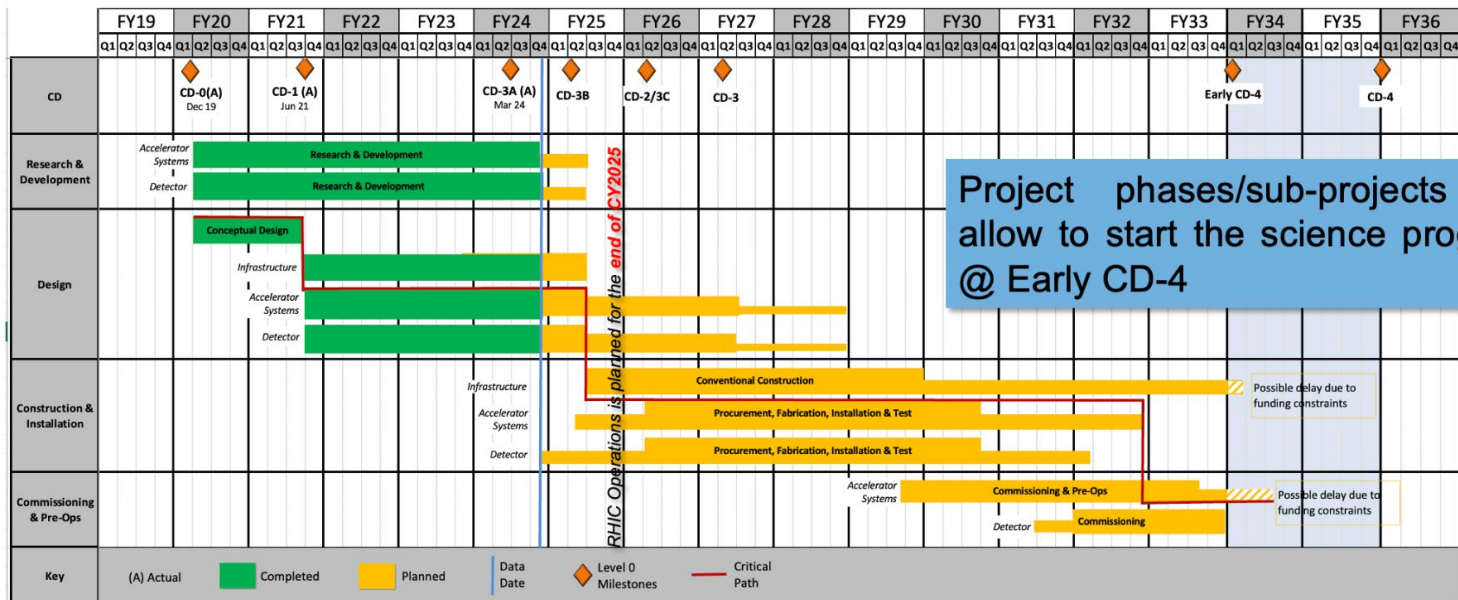 FY19 FY20 FY21 FY22 FY23 FY24 FY25 FY26 FY27 FY28 FY29 FY30 FY31 FY32 FY33 FY34 FY35 FY36
Q1 Q2 Q3 Q4 Q1 Q2 Q3 Q4 Q1 Q2 Q3 Q4 Q1 Q2 Q3 Q4 Q1 Q2 Q3 Q4 Q1 Q2 Q3 Q4 Q1 Q2 Q3 Q4 Q1 Q2 Q3 Q4 Q1 Q2 Q3 Q4 Q1 Q2 Q3 Q4 Q1 Q2 Q3 Q4 Q1 Q2 Q3 Q4 Q1 Q2 Q3 Q4 Q1 Q2 Q3 Q4 Q1 Q2 Q3 Q4 Q1 Q2 Q3 Q4 Q1 Q2 Q3 Q4 Q1 Q2 Q3 Q4
CD
CD-0(A)
Dec 19
CD-1 (A)
Jun 21
CD-3A (A)
Mar 24
CD-3B
CD-2/3C
CD-3
Early CD-4
CD-4
Research &
Development
Accelerator
Systems
Research & Development
Detector
Research & Development
RHIC Operations is planned for the end of CY2025
Project phases/sub-projects
allow to start the science prog
@ Early CD-4
Design
Conceptual Design
Infrastructure
Accelerator
Systems
Detector
Construction &
Installation
Infrastructure
Conventional Construction
Possible delay due to
funding constraints
Accelerator
Systems
Procurement, Fabrication, Installation & Test
Detector
Procurement, Fabrication, Installation & Test
Commissioning
& Pre-Ops
Accelerator
Systems
Commissioning & Pre-Ops
Possible delay due to
funding constraints
Detector
Commissioning
Key
(A) Actual
Completed
Planned
Data
Date
Level 0
Milestones
Critical
Path